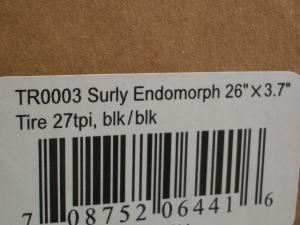 TR0003 Surly Endomorph 26"×3.7"
Tire 27tpi, blk/blk
7 08752 06441 6